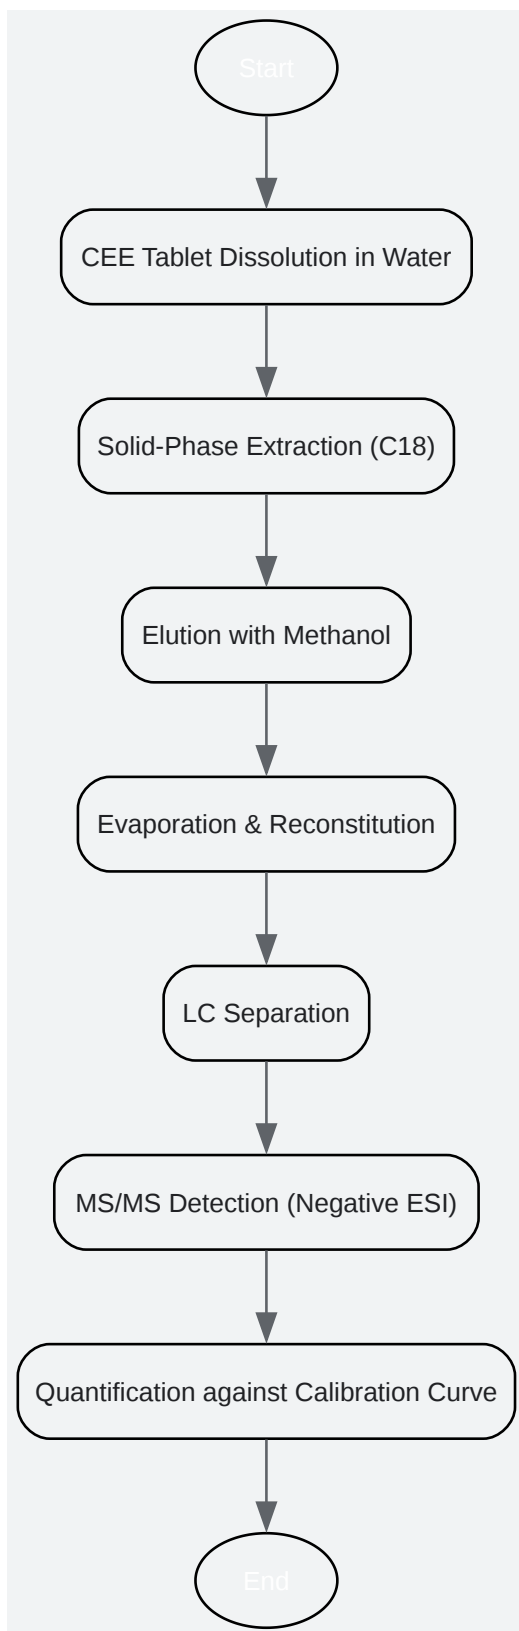 Start
CEE Tablet Dissolution in Water
Solid-Phase Extraction (C18)
Elution with Methanol
Evaporation & Reconstitution
LC Separation
MS/MS Detection (Negative ESI)
Quantification against Calibration Curve
End